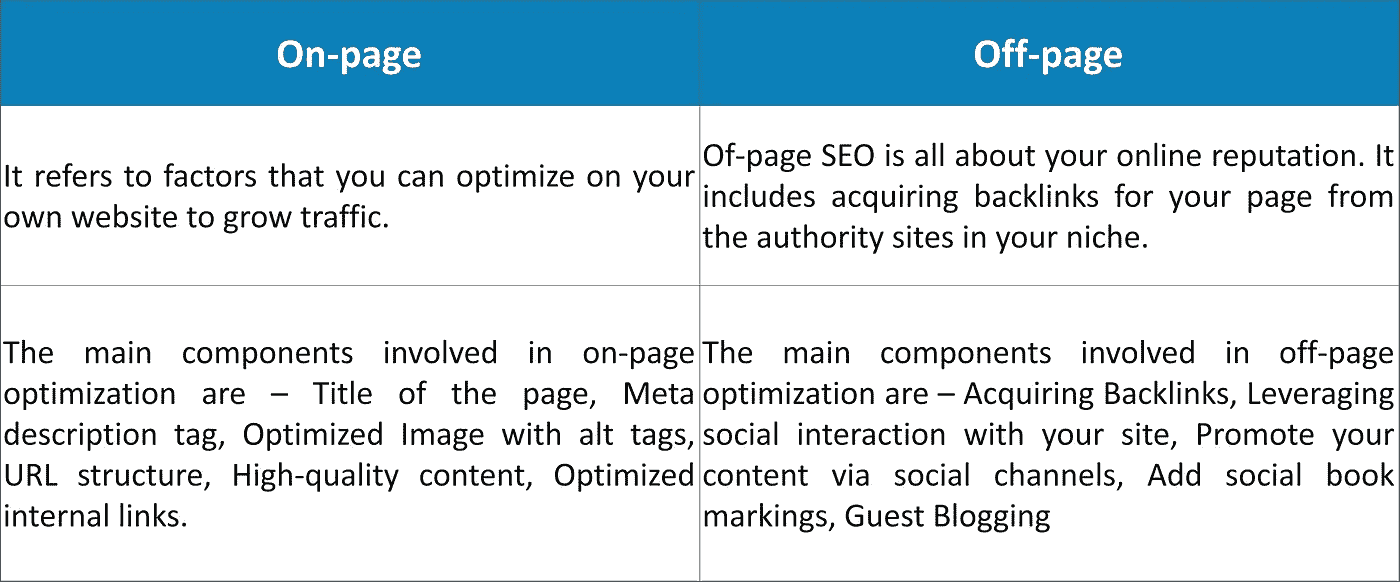 On-page
Off-page
It refers to factors that you can optimize on your
own website to grow traffic.
Of-page SEO is all about your online reputation. It
includes acquiring backlinks for your page from
the authority sites in your niche.
The main components involved in on-page
optimization are – Title of the page, Meta
description tag, Optimized Image with alt tags,
URL structure, High-quality content, Optimized
internal links.
The main components involved in off-page
optimization are – Acquiring Backlinks, Leveraging
social interaction with your site, Promote your
content via social channels, Add social book
markings, Guest Blogging